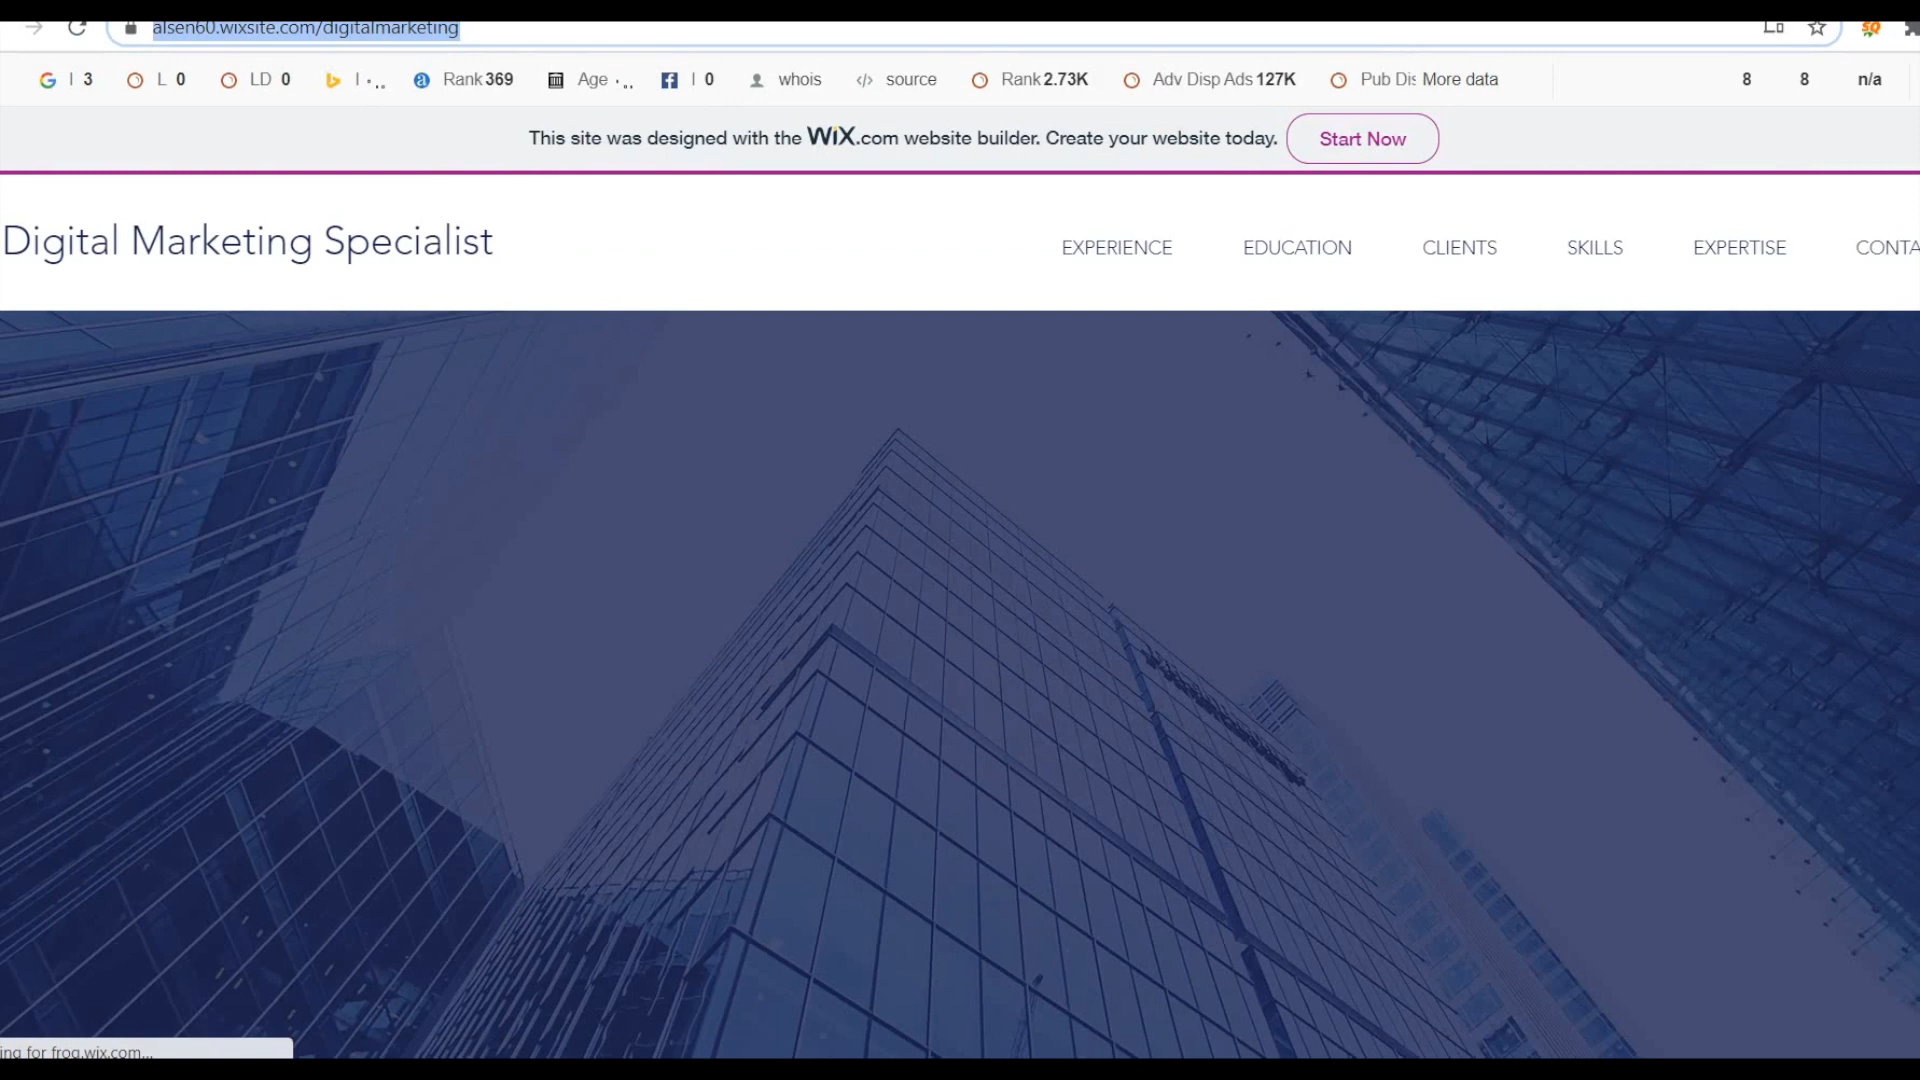 alsen60.wixsite.com/digitalmarketing
I 3 L 0 LD 0 I Rank 369 Age I 0 whois source Rank 2.73K Adv Disp Ads 127K Pub Dis More data 8 8 n/a
This site was designed with the WiX.com website builder. Create your website today. Start Now
Digital Marketing Specialist EXPERIENCE EDUCATION CLIENTS SKILLS EXPERTISE CONTA
ing for frog.wix.com...